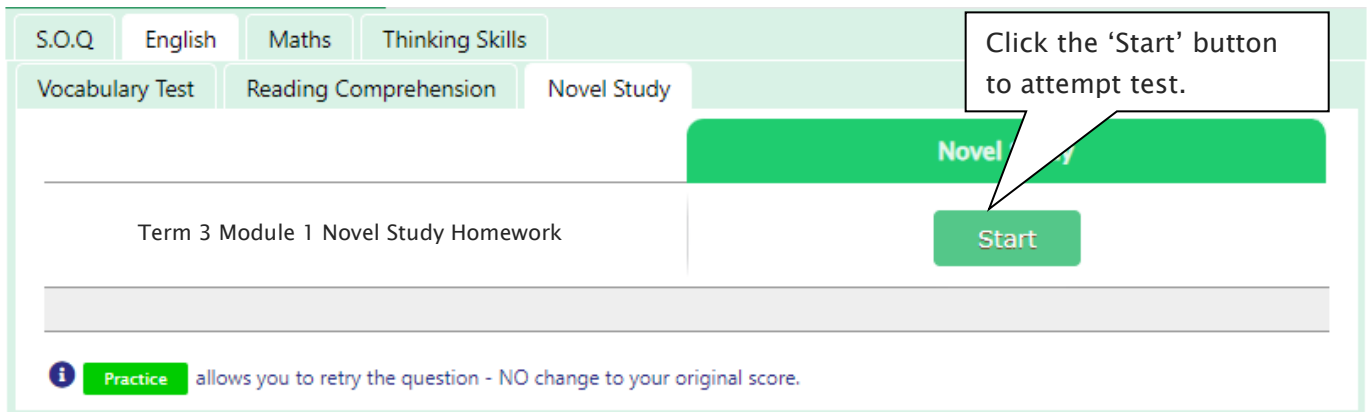 S.O.Q English Maths Thinking Skills
Click the ‘Start’ button
to attempt test.
Vocabulary Test Reading Comprehension Novel Study
Novel
Term 3 Module 1 Novel Study Homework
Start
Practice allows you to retry the question - NO change to your original score.